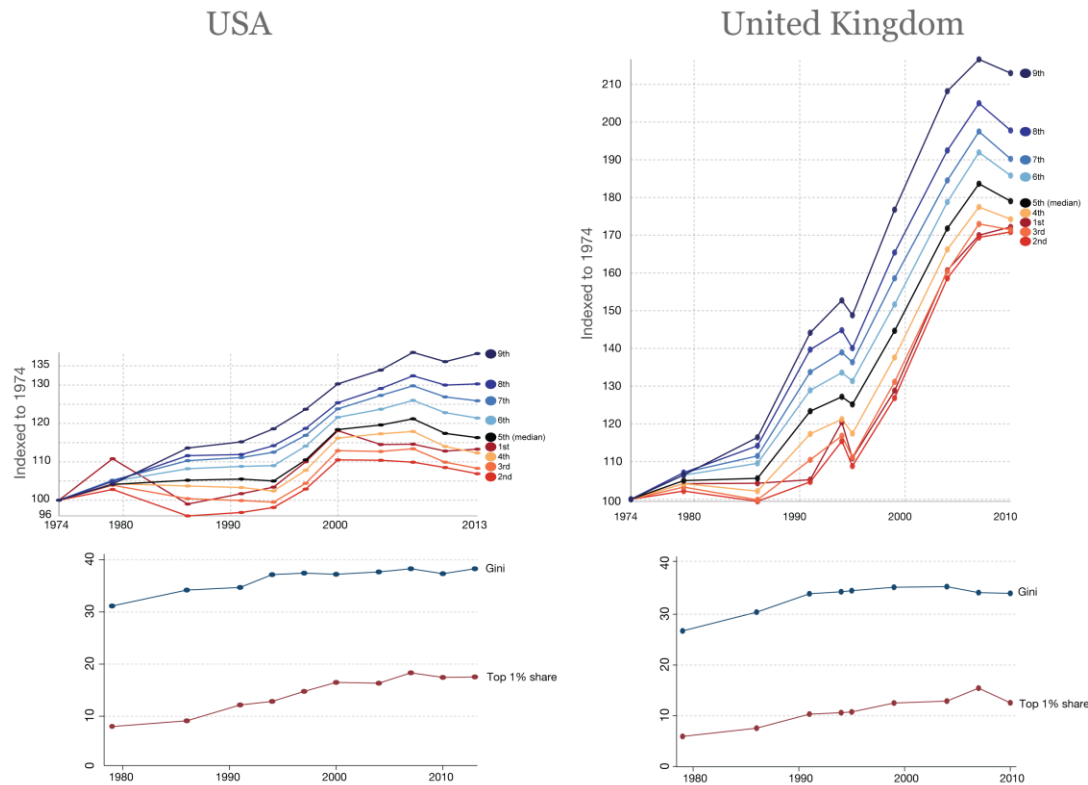 USA
United Kingdom
Indexed to 1974
135
130
120
110
100
96
1974
1980
1990
2000
2013
9th
8th
7th
6th
5th (median)
1st
4th
3rd
2nd
Indexed to 1974
210
200
190
180
170
160
150
140
130
120
110
100
1974
1980
1990
2000
2010
9th
8th
7th
6th
5th (median)
4th
1st
3rd
2nd
40
30
20
10
0
1980
1990
2000
2010
Gini
Top 1% share
40
30
20
10
0
1980
1990
2000
2010
Gini
Top 1% share